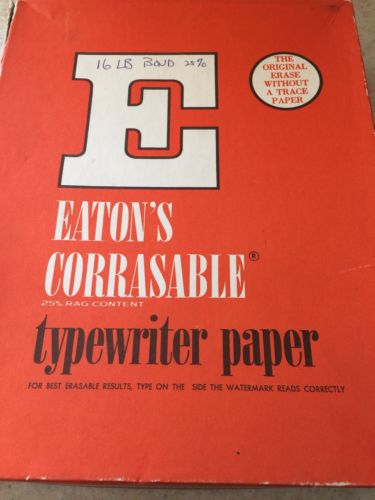 16 LB BOND 25%
E
THE
ORIGINAL
ERASE
WITHOUT
A TRACE
PAPER
EATON'S
CORRASABLE®
25% RAG CONTENT
typewriter paper
FOR BEST ERASABLE RESULTS, TYPE ON THE SIDE THE WATERMARK READS CORRECTLY